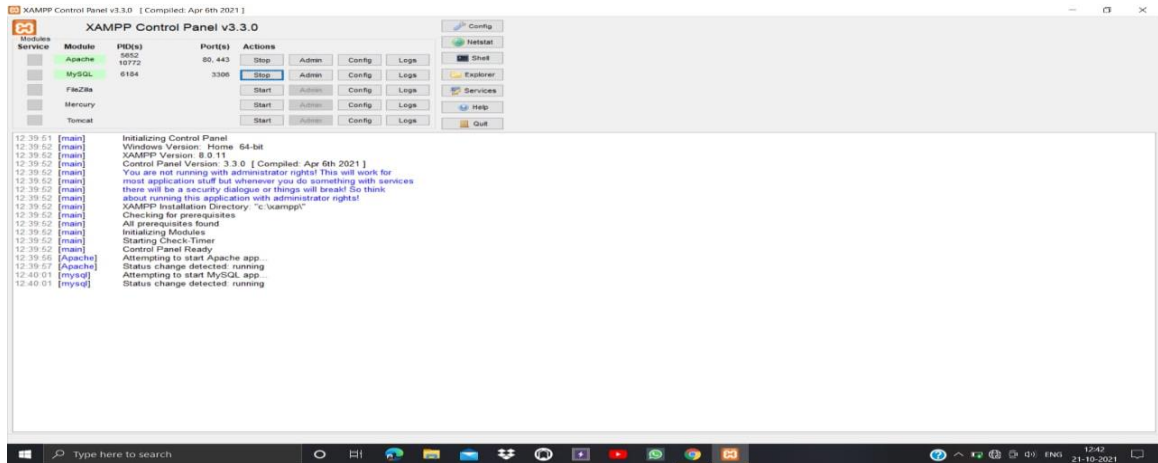 XAMPP Control Panel v3.3.0 [ Compiled: Apr 6th 2021 ]
XAMPP Control Panel v3.3.0
Config
Modules
Service Module PID(s) Port(s) Actions
Netstat
Apache 5652 10772 80, 443 Stop Admin Config Logs
Shell
MySQL 6184 3306 Stop Admin Config Logs
Explorer
FileZilla Start Admin Config Logs
Services
Mercury Start Admin Config Logs
Help
Tomcat Start Admin Config Logs
Quit
12:39:51 [main] Initializing Control Panel
12:39:52 [main] Windows Version: Home 64-bit
12:39:52 [main] XAMPP Version: 8.0.11
12:39:52 [main] Control Panel Version: 3.3.0 [ Compiled: Apr 6th 2021 ]
12:39:52 [main] You are not running with administrator rights! This will work for
12:39:52 [main] most application stuff but whenever you do something with services
12:39:52 [main] there will be a security dialogue or things will break! So think
12:39:52 [main] about running this application with administrator rights!
12:39:52 [main] XAMPP Installation Directory: "c:\xampp\"
12:39:52 [main] Checking for prerequisites
12:39:52 [main] All prerequisites found
12:39:52 [main] Initializing Modules
12:39:52 [main] Starting Check-Timer
12:39:52 [main] Control Panel Ready
12:39:56 [Apache] Attempting to start Apache app...
12:39:57 [Apache] Status change detected: running
12:40:01 [mysql] Attempting to start MySQL app...
12:40:01 [mysql] Status change detected: running
Type here to search
ENG
12:42
21-10-2021